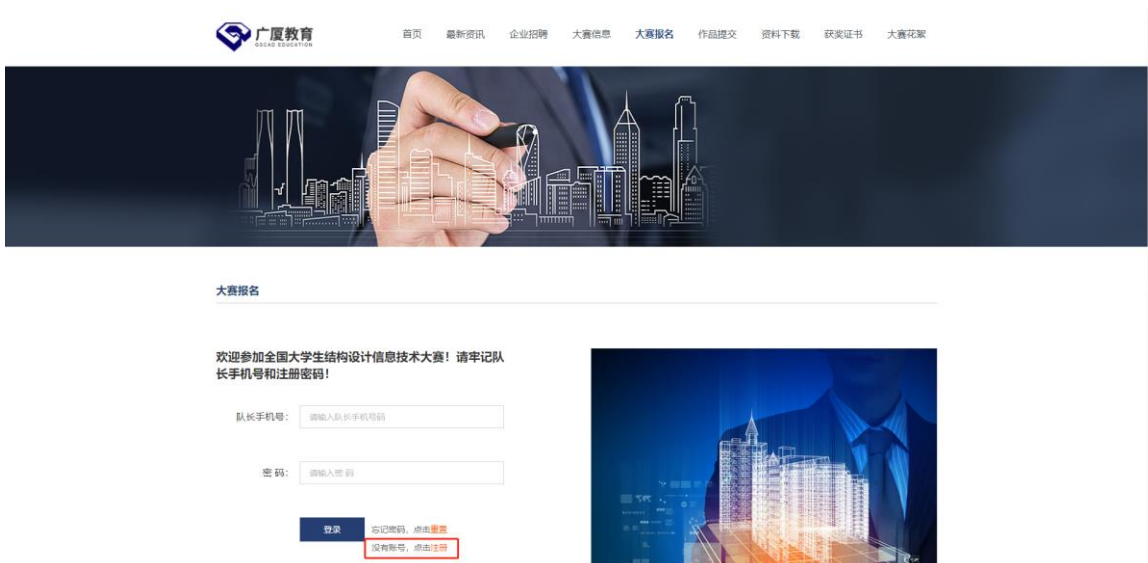 广厦教育
GSCAD EDUCATION
首页 最新资讯 企业招聘 大赛信息 大赛报名 作品提交 资料下载 获奖证书 大赛花絮
大赛报名
欢迎参加全国大学生结构设计信息技术大赛！请牢记队
长手机号和注册密码！
队长手机号： 请输入队长手机号码
密 码： 请输入密 码
登录 忘记密码，点击重置
没有账号，点击注册